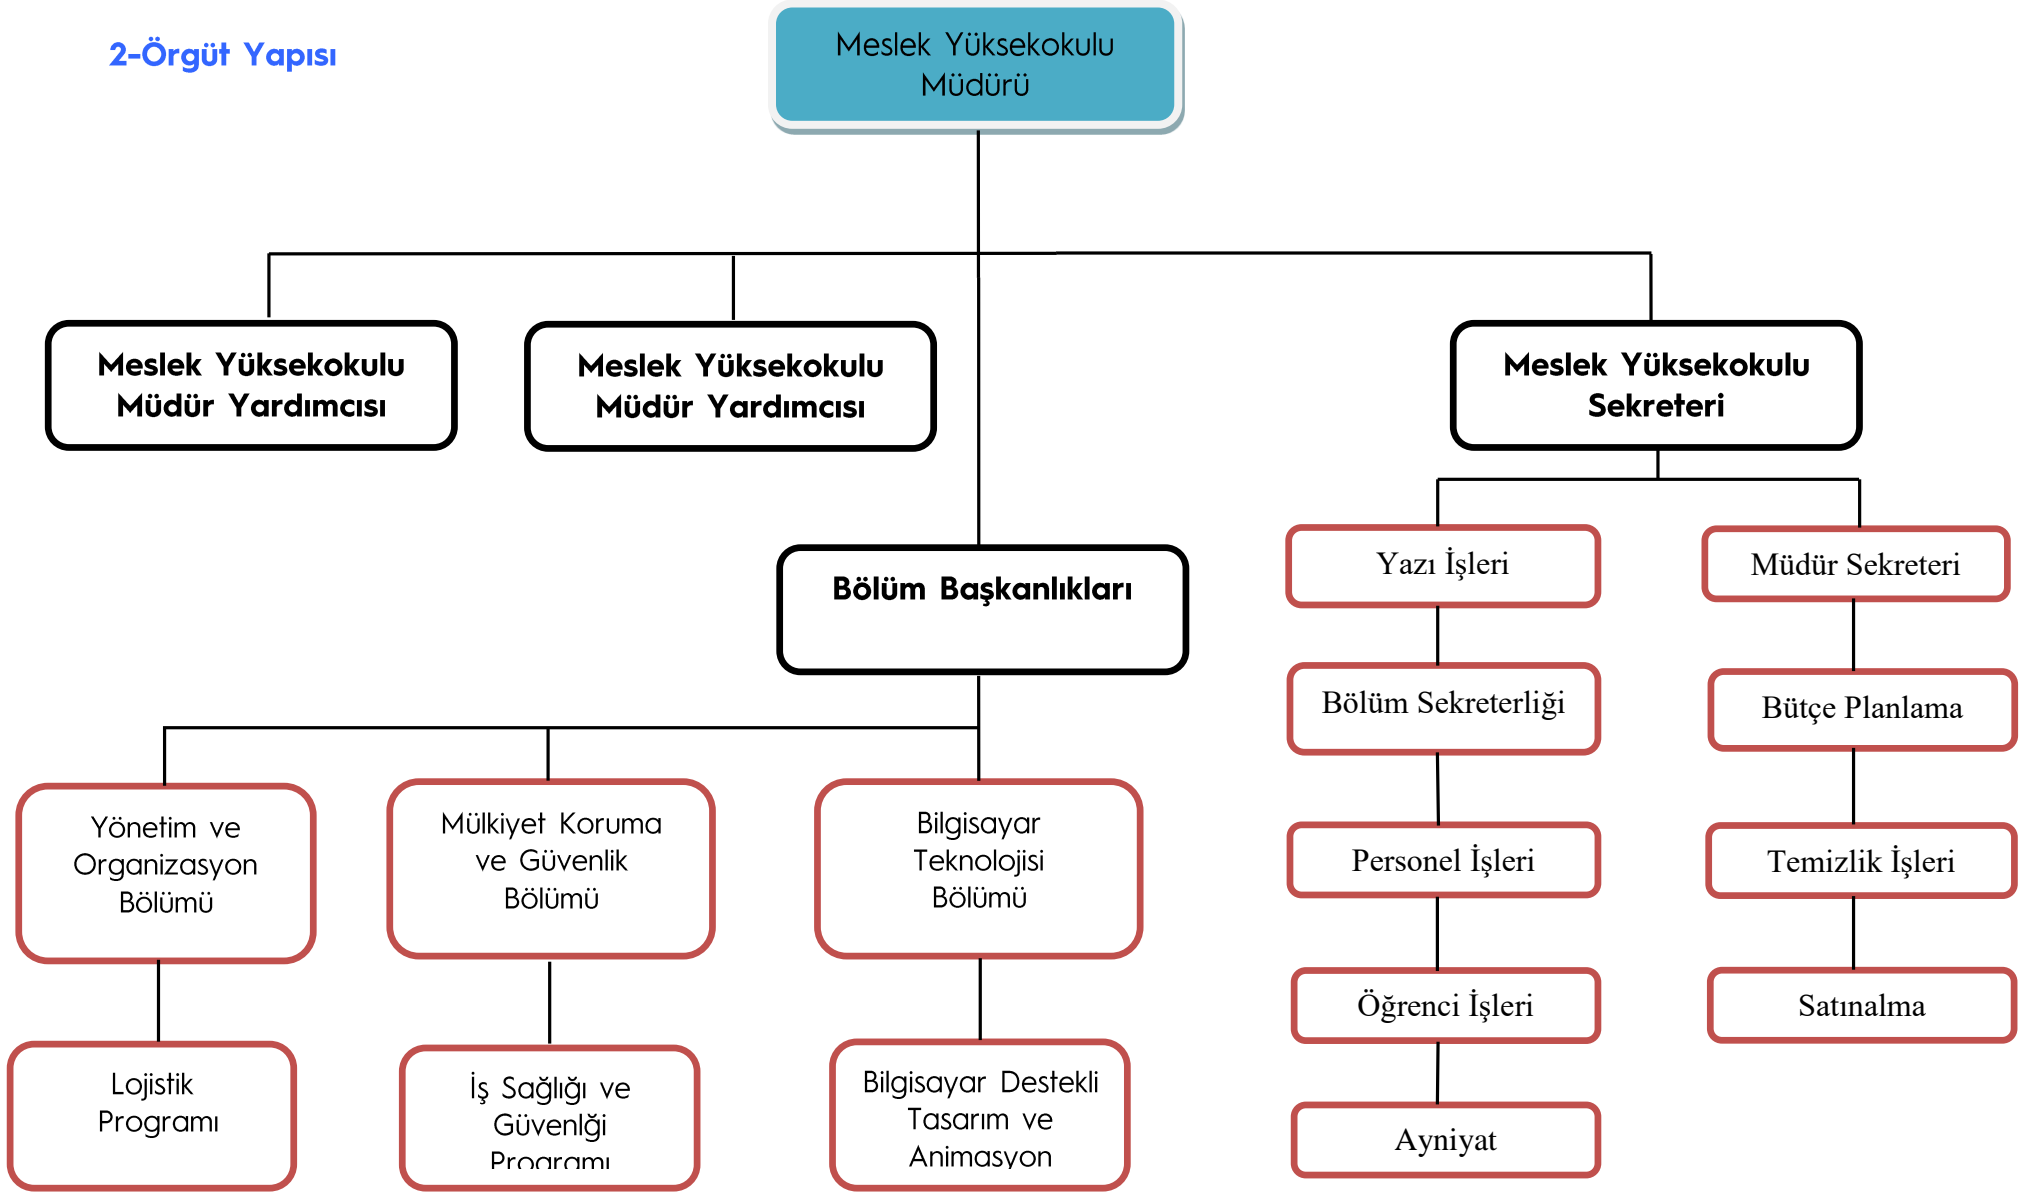 2-Örgüt Yapısı
Meslek Yüksekokulu
Müdürü
Meslek Yüksekokulu
Müdür Yardımcısı
Meslek Yüksekokulu
Müdür Yardımcısı
Meslek Yüksekokulu
Sekreteri
Bölüm Başkanlıkları
Yazı İşleri
Müdür Sekreteri
Bölüm Sekreterliği
Bütçe Planlama
Personel İşleri
Temizlik İşleri
Öğrenci İşleri
Satınalma
Ayniyat
Yönetim ve
Organizasyon
Bölümü
Mülkiyet Koruma
ve Güvenlik
Bölümü
Bilgisayar
Teknolojisi
Bölümü
Lojistik
Programı
İş Sağlığı ve
Güvenlği
Programı
Bilgisayar Destekli
Tasarım ve
Animasyon